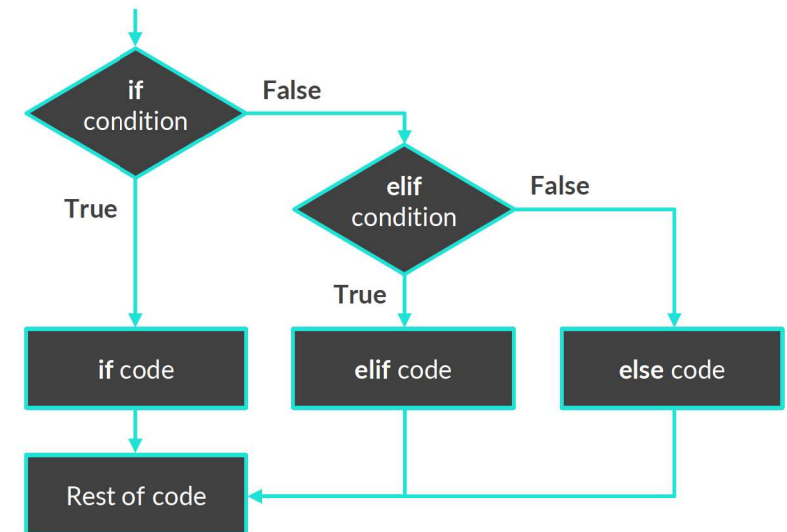 if
condition
False
True
elif
condition
False
True
if code
elif code
else code
Rest of code